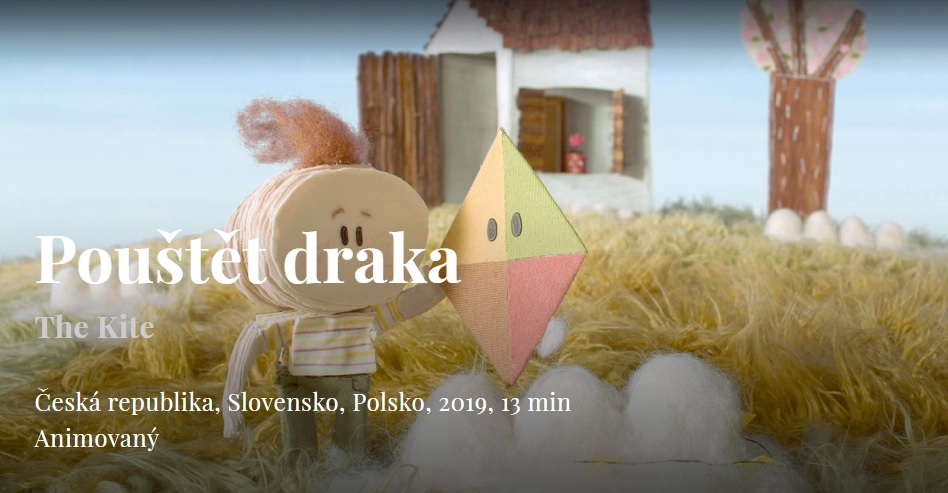 Pouštět draka
The Kite
Česká republika, Slovensko, Polsko, 2019, 13 min
Animovaný